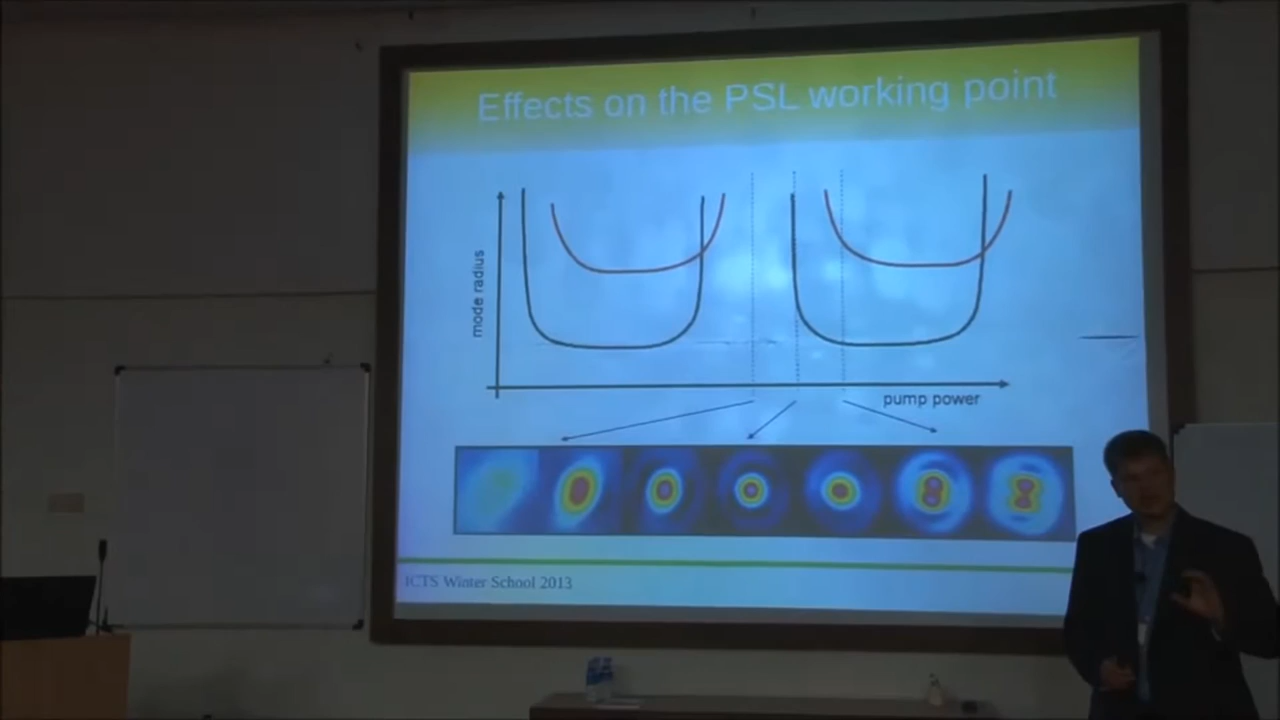 Effects on the PSL working point
mode radius
pump power
ICTS Winter School 2013